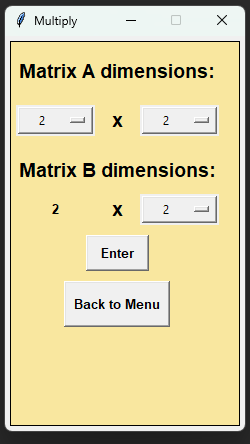 Multiply
Matrix A dimensions:
2 x 2
Matrix B dimensions:
2 x 2
Enter
Back to Menu